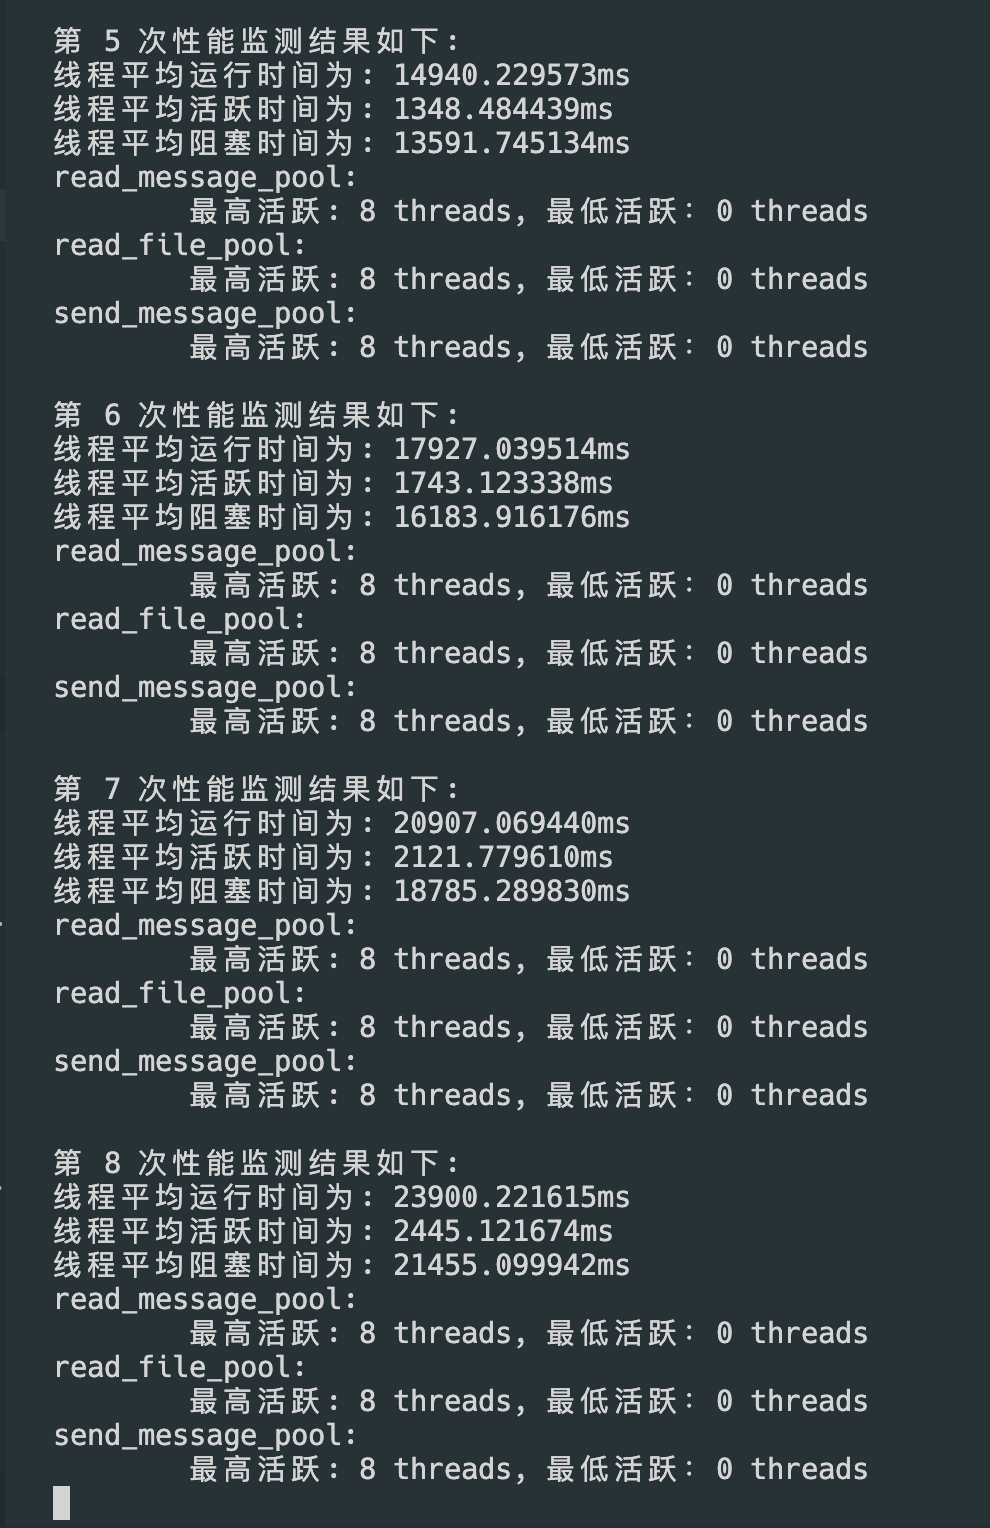 第 5 次性能监测结果如下:
线程平均运行时间为: 14940.229573ms
线程平均活跃时间为: 1348.484439ms
线程平均阻塞时间为: 13591.745134ms
read_message_pool:
最高活跃: 8 threads, 最低活跃: 0 threads
read_file_pool:
最高活跃: 8 threads, 最低活跃: 0 threads
send_message_pool:
最高活跃: 8 threads, 最低活跃: 0 threads
第 6 次性能监测结果如下:
线程平均运行时间为: 17927.039514ms
线程平均活跃时间为: 1743.123338ms
线程平均阻塞时间为: 16183.916176ms
read_message_pool:
最高活跃: 8 threads, 最低活跃: 0 threads
read_file_pool:
最高活跃: 8 threads, 最低活跃: 0 threads
send_message_pool:
最高活跃: 8 threads, 最低活跃: 0 threads
第 7 次性能监测结果如下:
线程平均运行时间为: 20907.069440ms
线程平均活跃时间为: 2121.779610ms
线程平均阻塞时间为: 18785.289830ms
read_message_pool:
最高活跃: 8 threads, 最低活跃: 0 threads
read_file_pool:
最高活跃: 8 threads, 最低活跃: 0 threads
send_message_pool:
最高活跃: 8 threads, 最低活跃: 0 threads
第 8 次性能监测结果如下:
线程平均运行时间为: 23900.221615ms
线程平均活跃时间为: 2445.121674ms
线程平均阻塞时间为: 21455.099942ms
read_message_pool:
最高活跃: 8 threads, 最低活跃: 0 threads
read_file_pool:
最高活跃: 8 threads, 最低活跃: 0 threads
send_message_pool:
最高活跃: 8 threads, 最低活跃: 0 threads